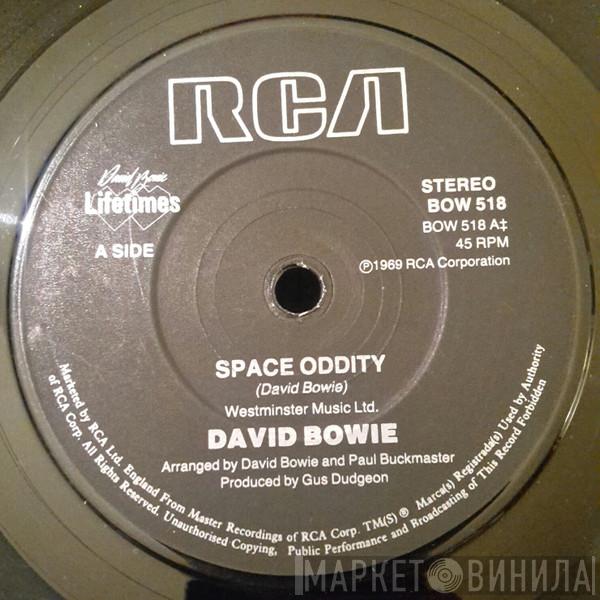 RCA
David Bowie
Lifetimes
A SIDE
STEREO
BOW 518
BOW 518 A‡
45 RPM
Ⓟ1969 RCA Corporation
SPACE ODDITY
(David Bowie)
Westminster Music Ltd.
DAVID BOWIE
Arranged by David Bowie and Paul Buckmaster
Produced by Gus Dudgeon
Marketed by RCA Ltd. England From Master Recordings of RCA Corp. TM(S) ® Marca(s) Registrada(s) Used by Authority
of RCA Corp. All Rights Reserved. Unauthorised Copying, Public Performance and Broadcasting of This Record Forbidden
МАРКЕТ ВИНИЛА